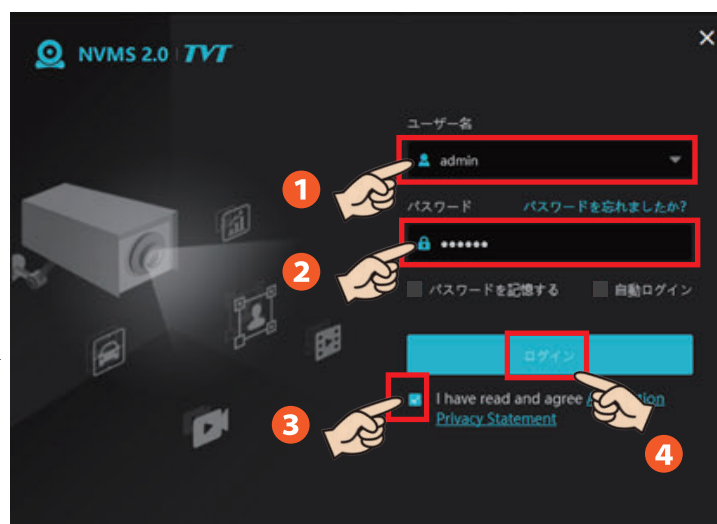 NVMS 2.0 | TVT
ユーザー名
1
admin
パスワード パスワードを忘れましたか?
2
••••••
パスワードを記憶する 自動ログイン
ログイン
3
I have read and agree
Privacy Statement
4